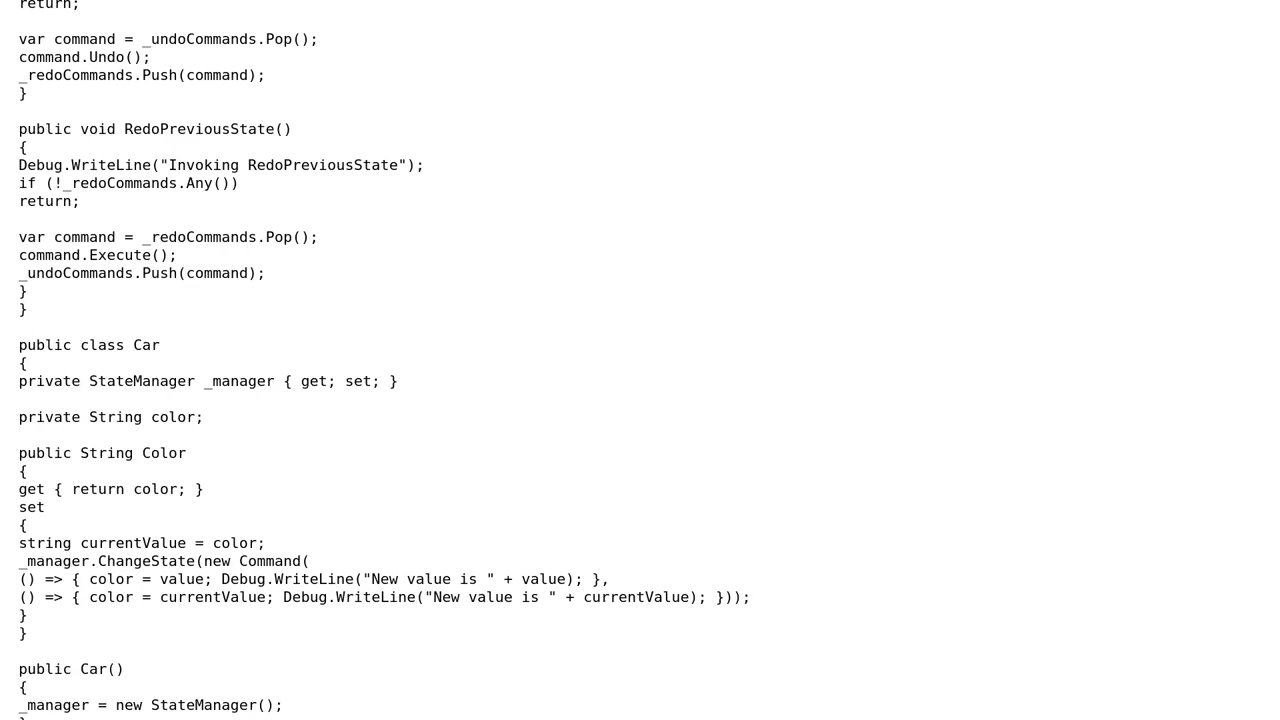 return;
var command = _undoCommands.Pop();
command.Undo();
_redoCommands.Push(command);
}
public void RedoPreviousState()
{
Debug.WriteLine("Invoking RedoPreviousState");
if (!_redoCommands.Any())
return;
var command = _redoCommands.Pop();
command.Execute();
_undoCommands.Push(command);
}
}
public class Car
{
private StateManager _manager { get; set; }
private String color;
public String Color
{
get { return color; }
set
{
string currentValue = color;
_manager.ChangeState(new Command(
() => { color = value; Debug.WriteLine("New value is " + value); },
() => { color = currentValue; Debug.WriteLine("New value is " + currentValue); }));
}
}
public Car()
{
_manager = new StateManager();
}